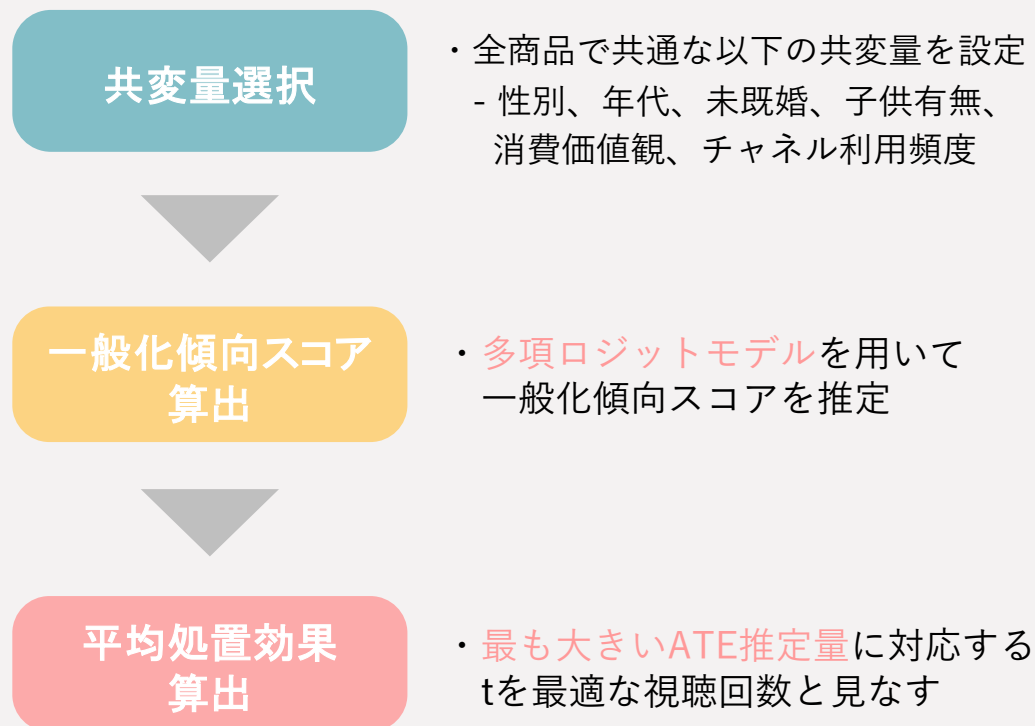 共変量選択
・全商品で共通な以下の共変量を設定
- 性別、年代、未既婚、子供有無、
消費価値観、チャネル利用頻度
一般化傾向スコア
算出
・多項ロジットモデルを用いて
一般化傾向スコアを推定
平均処置効果
算出
・最も大きいATE推定量に対応する
tを最適な視聴回数と見なす